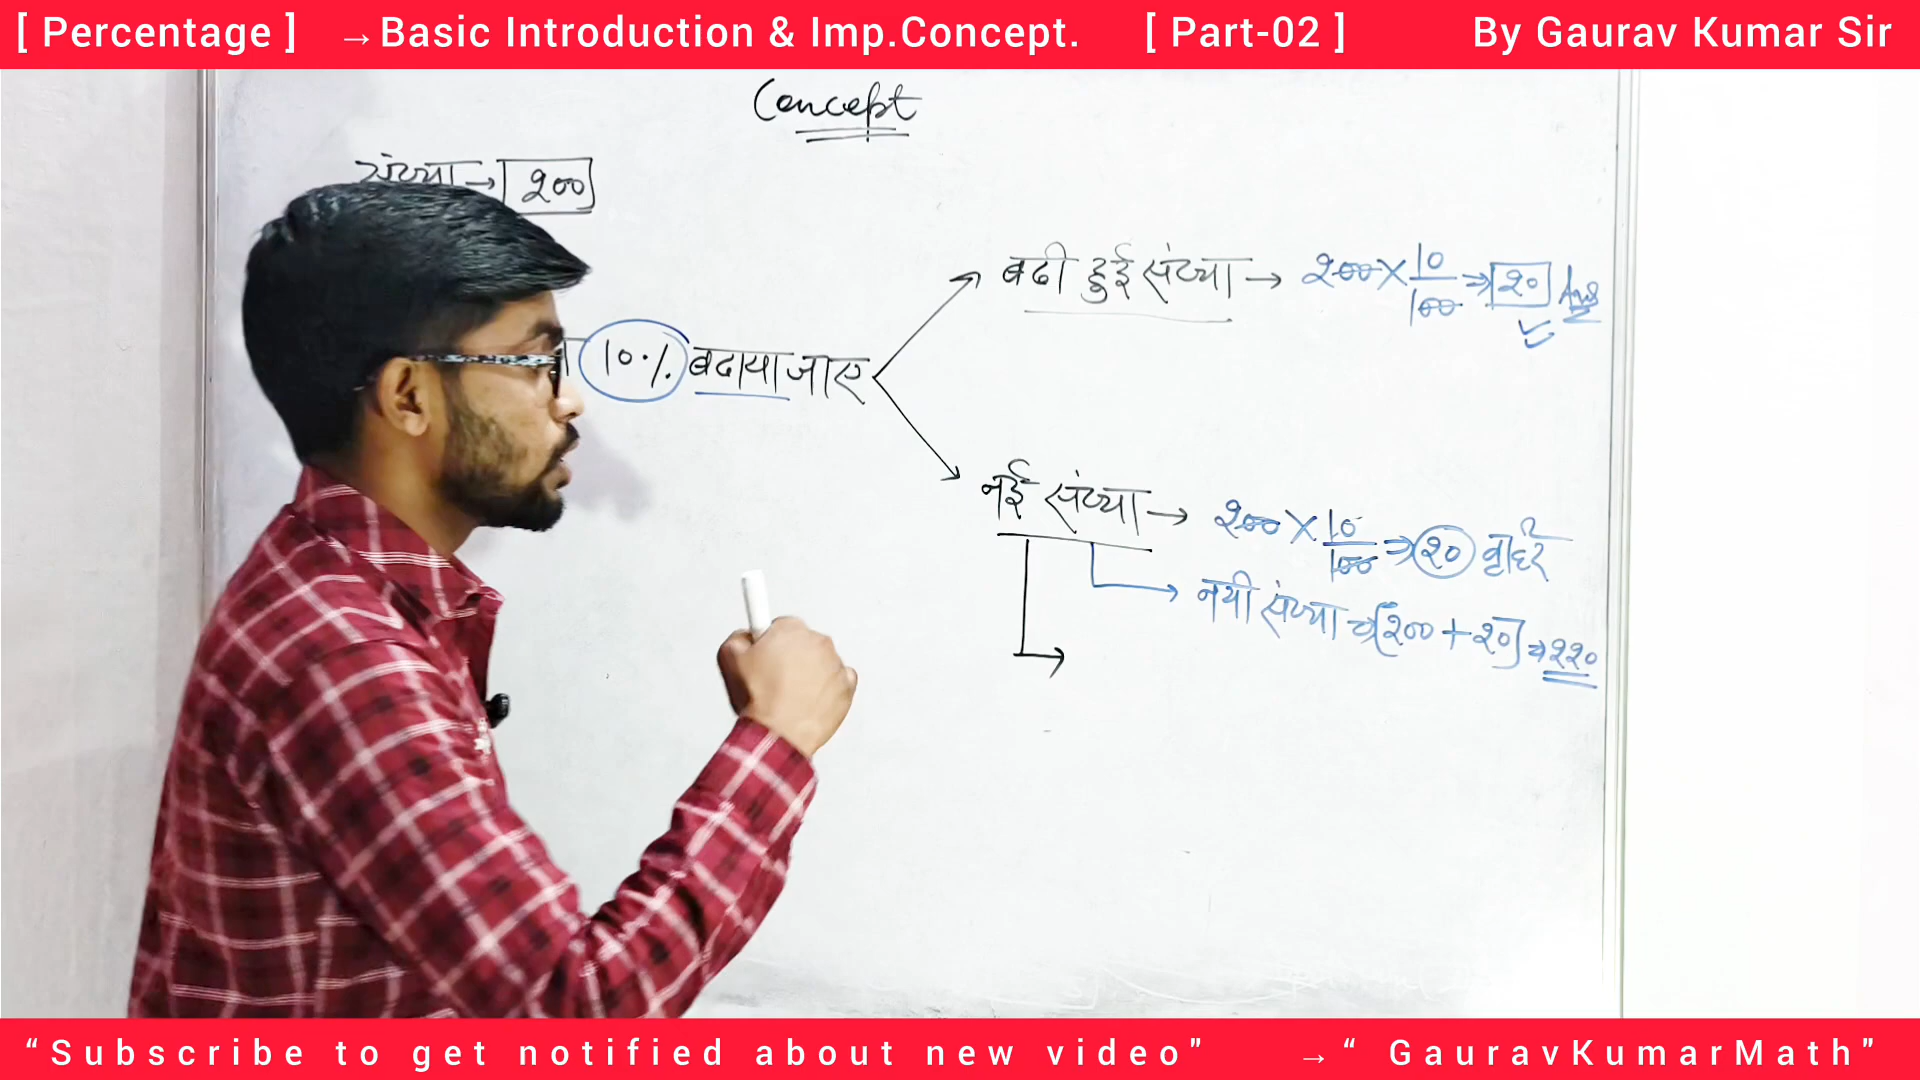 [ Percentage ] →Basic Introduction & Imp.Concept. [ Part-02 ] By Gaurav Kumar Sir
Concept
संख्या → 200
10% बढाया जाए
बढी हुई संख्या → 200 × 10/100 ⇒ 20 Ans
नई संख्या → 200 × 10/100 ⇒ 20 वृद्धि
नयी संख्या ⇒ [200 + 20] ⇒ 220
“Subscribe to get notified about new video” →“ GauravKumarMath”